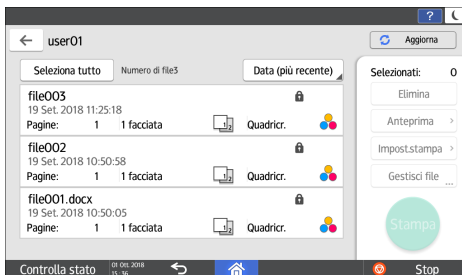 ?
user01
Aggiorna
Seleziona tutto
Numero di file3
Data (più recente)
Selezionati: 0
file003
19 Set. 2018 11:25:18
Pagine: 1 1 facciata
Quadricr.
file002
19 Set. 2018 10:50:58
Pagine: 1 1 facciata
Quadricr.
file001.docx
19 Set. 2018 10:50:05
Pagine: 1 1 facciata
Quadricr.
Elimina
Anteprima
Impost.stampa
Gestisci file
...
Stampa
Controlla stato
01 Ott. 2018
15:36
Stop